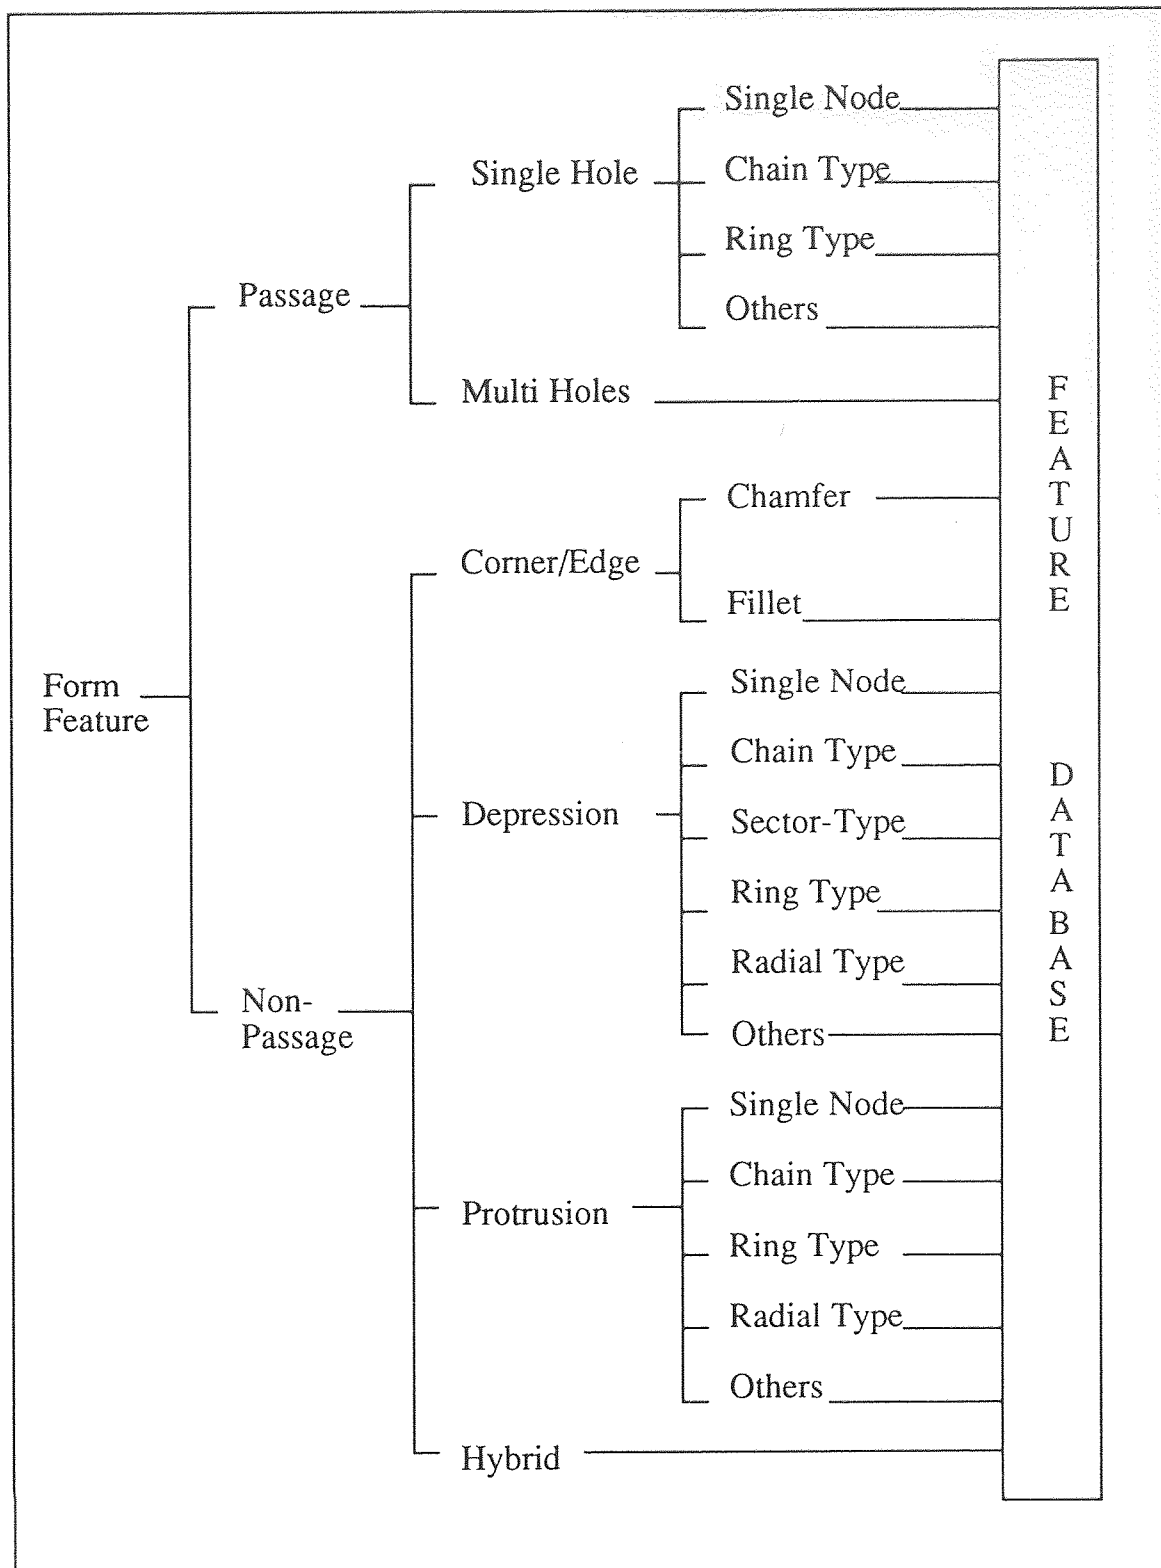 Single Node
Single Hole
Chain Type
Ring Type
Passage
Others
Multi Holes
Chamfer
Corner/Edge
Fillet
Form
Feature
Single Node
Chain Type
Depression
Sector-Type
Ring Type
Radial Type
Non-
Passage
Others
Single Node
Chain Type
Protrusion
Ring Type
Radial Type
Others
Hybrid
FEATURE
DATABASE